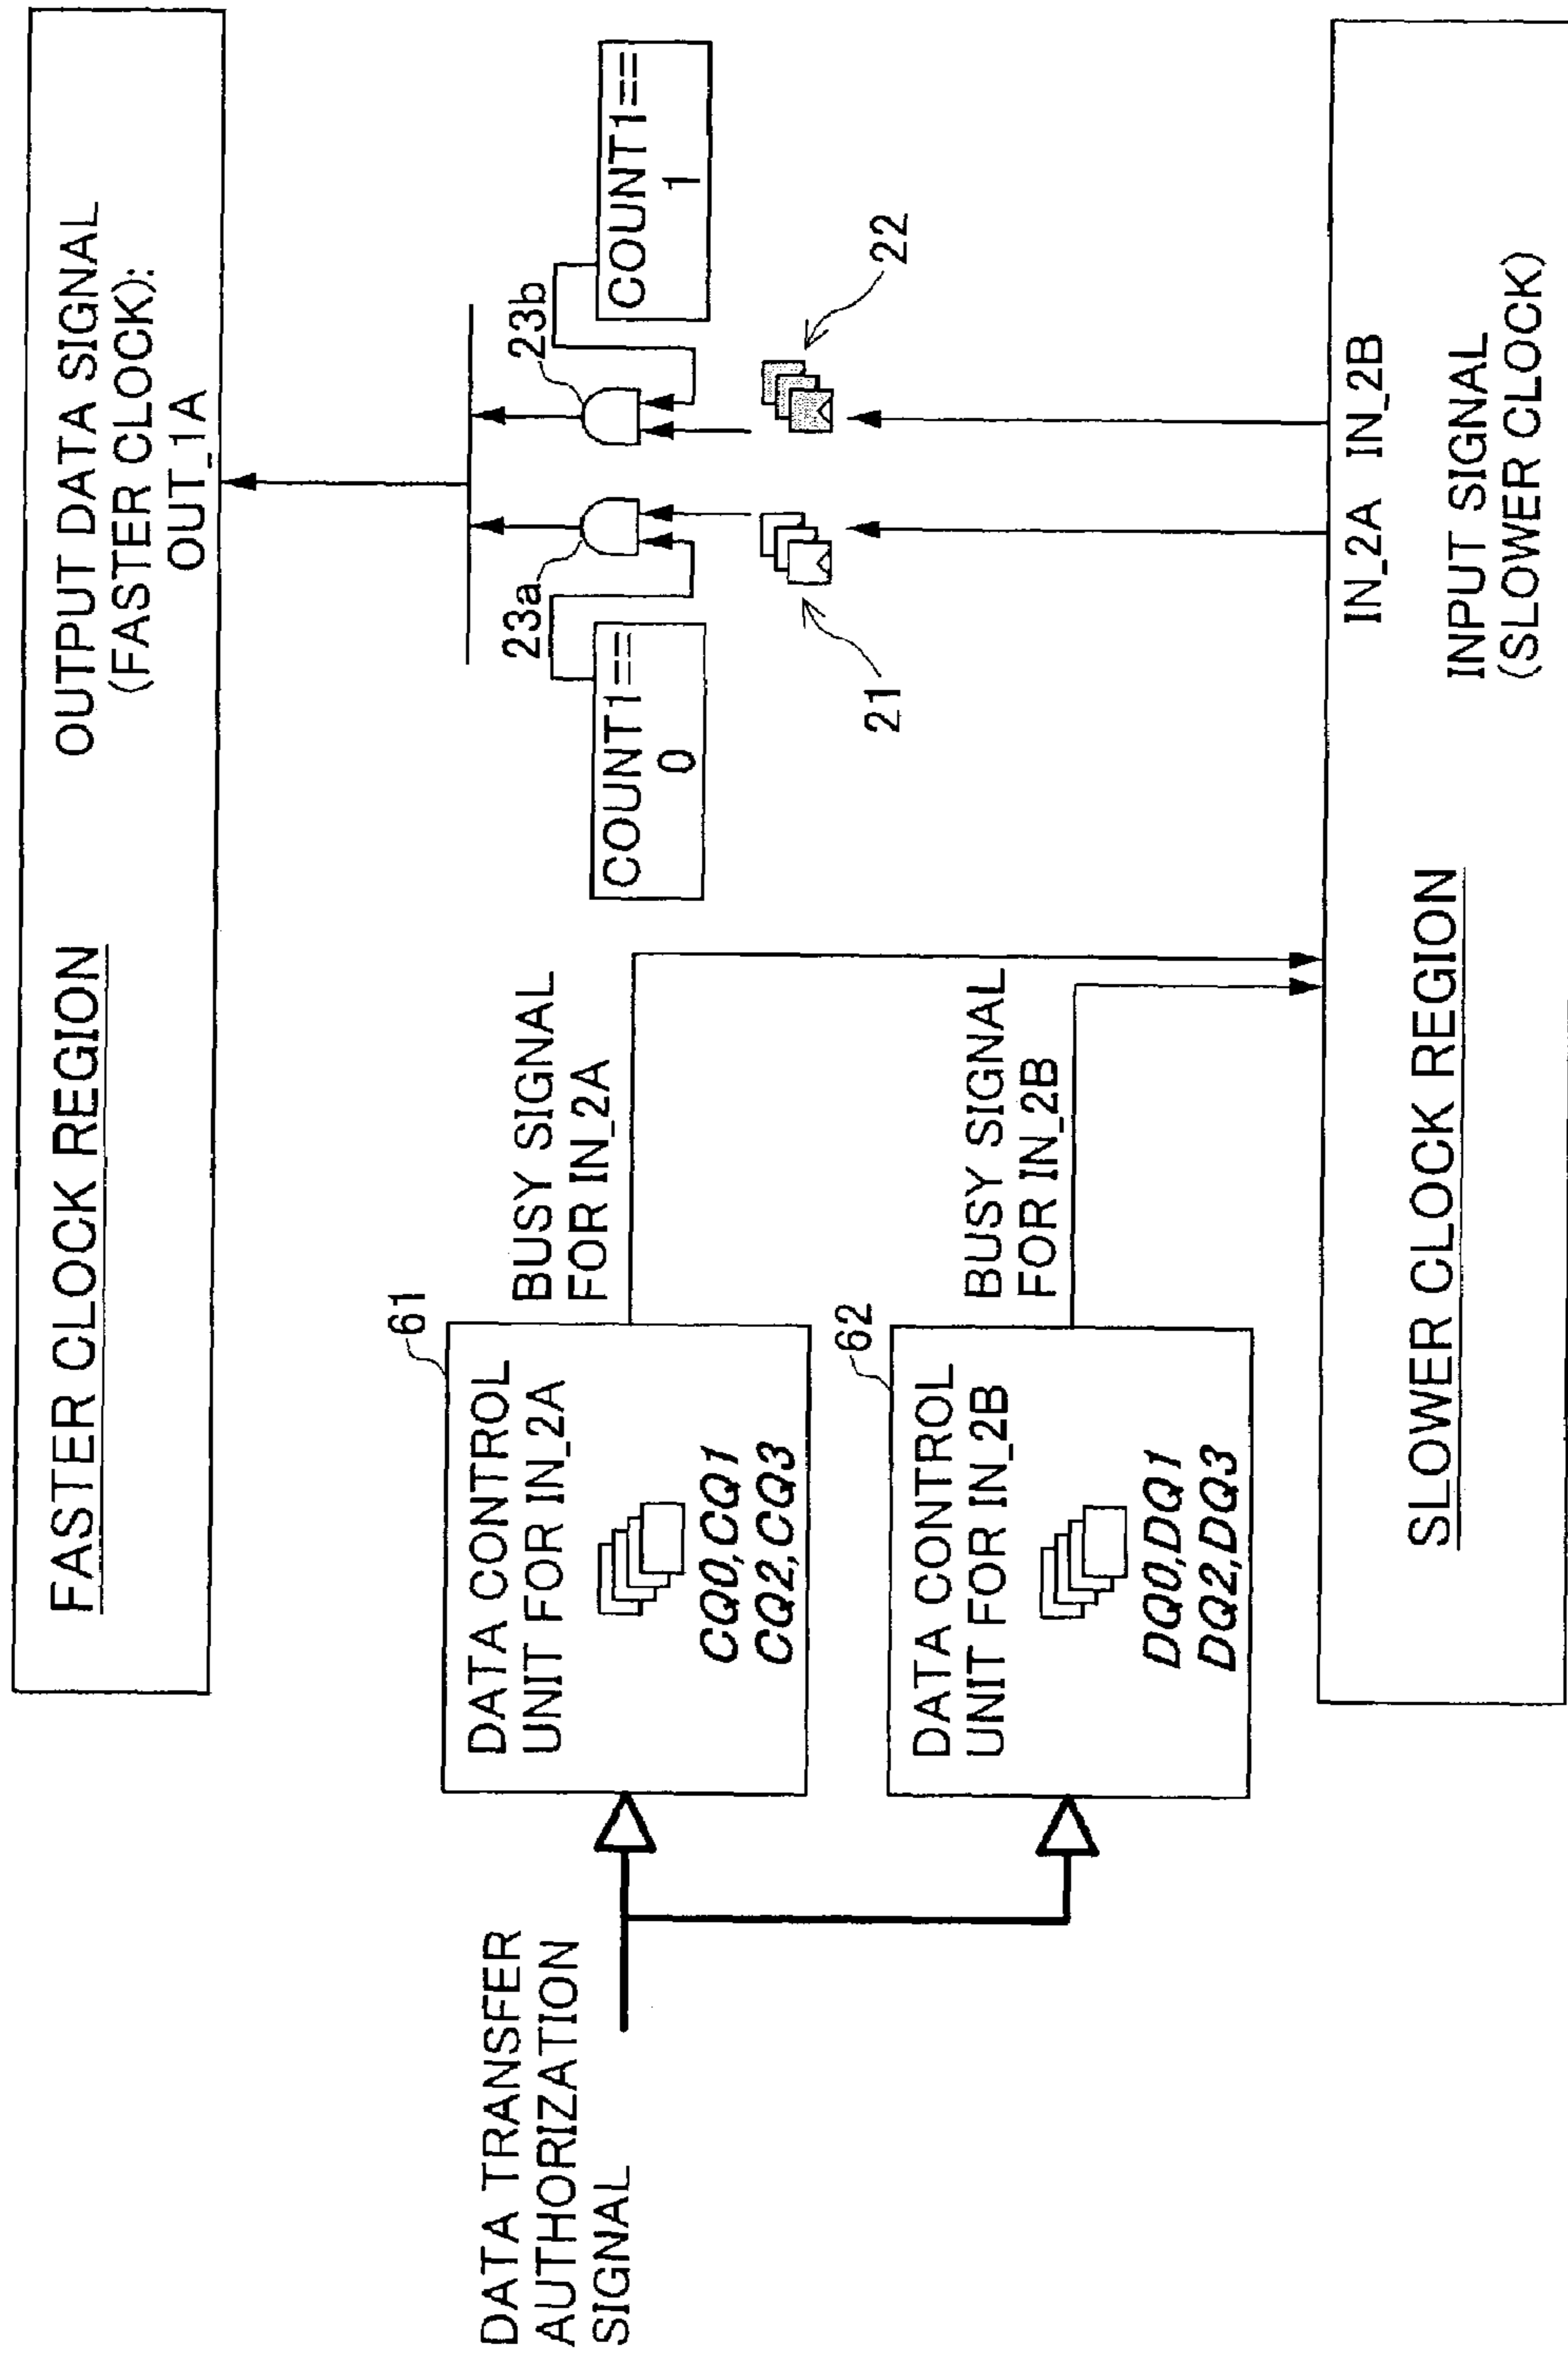 FASTER CLOCK REGION
OUTPUT DATA SIGNAL
(FASTER CLOCK):
OUT_1A
DATA TRANSFER
AUTHORIZATION
SIGNAL
61
DATA CONTROL
UNIT FOR IN_2A
CQ0,CQ1
CQ2,CQ3
BUSY SIGNAL
FOR IN_2A
62
DATA CONTROL
UNIT FOR IN_2B
DQ0,DQ1
DQ2,DQ3
BUSY SIGNAL
FOR IN_2B
23a
23b
COUNT1==
0
COUNT1==
1
21
22
IN_2A IN_2B
SLOWER CLOCK REGION
INPUT SIGNAL
(SLOWER CLOCK)